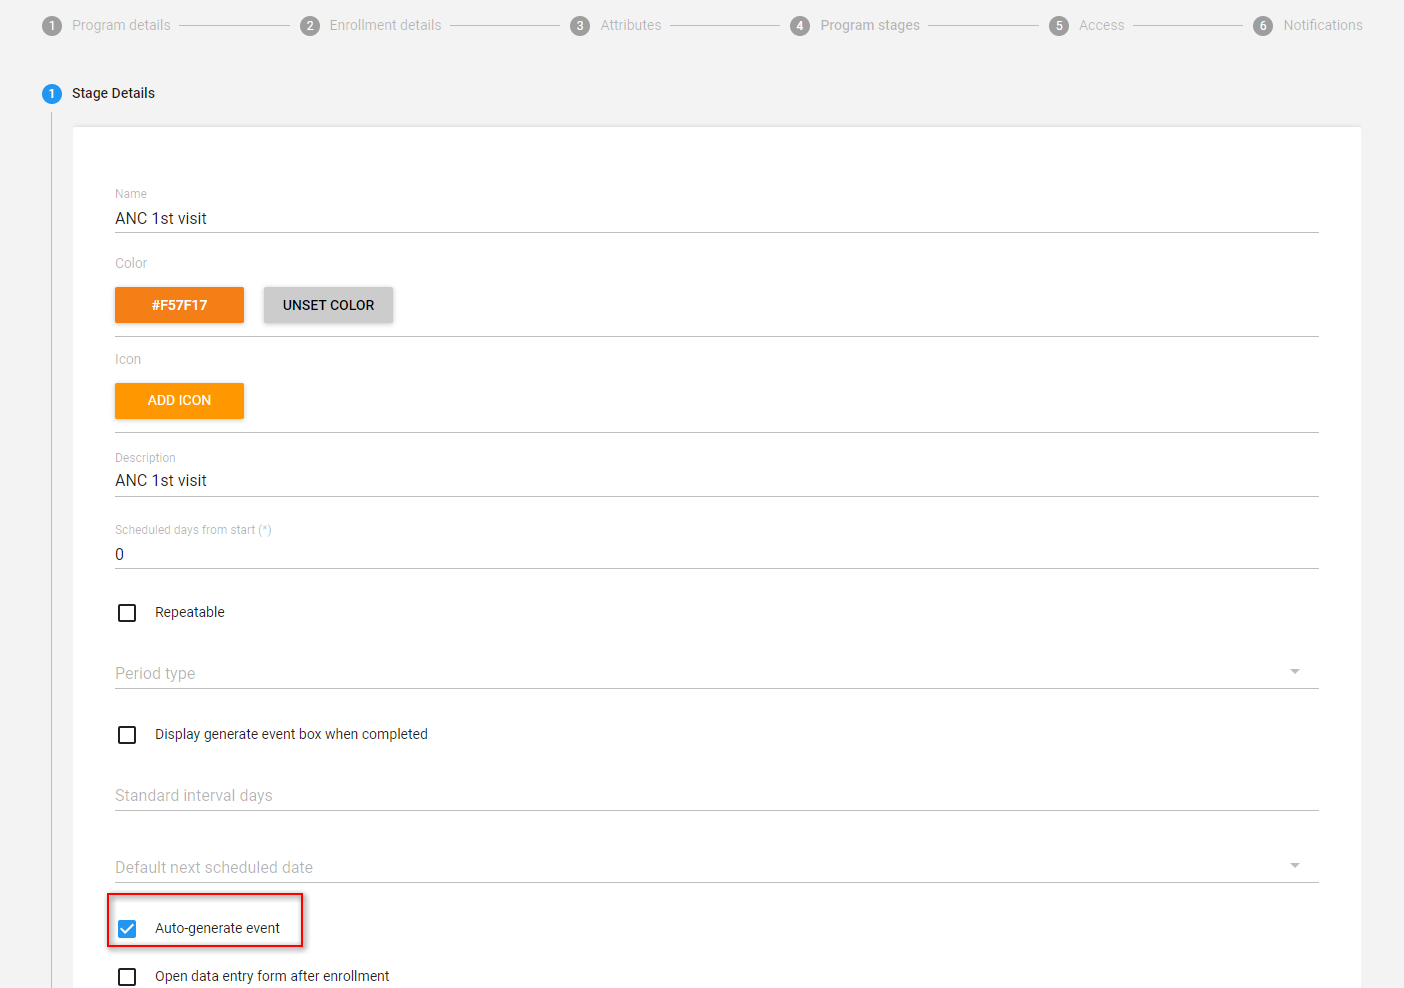 1 Program details 2 Enrollment details 3 Attributes 4 Program stages 5 Access 6 Notifications
1 Stage Details
Name
ANC 1st visit
Color
#F57F17 UNSET COLOR
Icon
ADD ICON
Description
ANC 1st visit
Scheduled days from start (*)
0
Repeatable
Period type
Display generate event box when completed
Standard interval days
Default next scheduled date
Auto-generate event
Open data entry form after enrollment